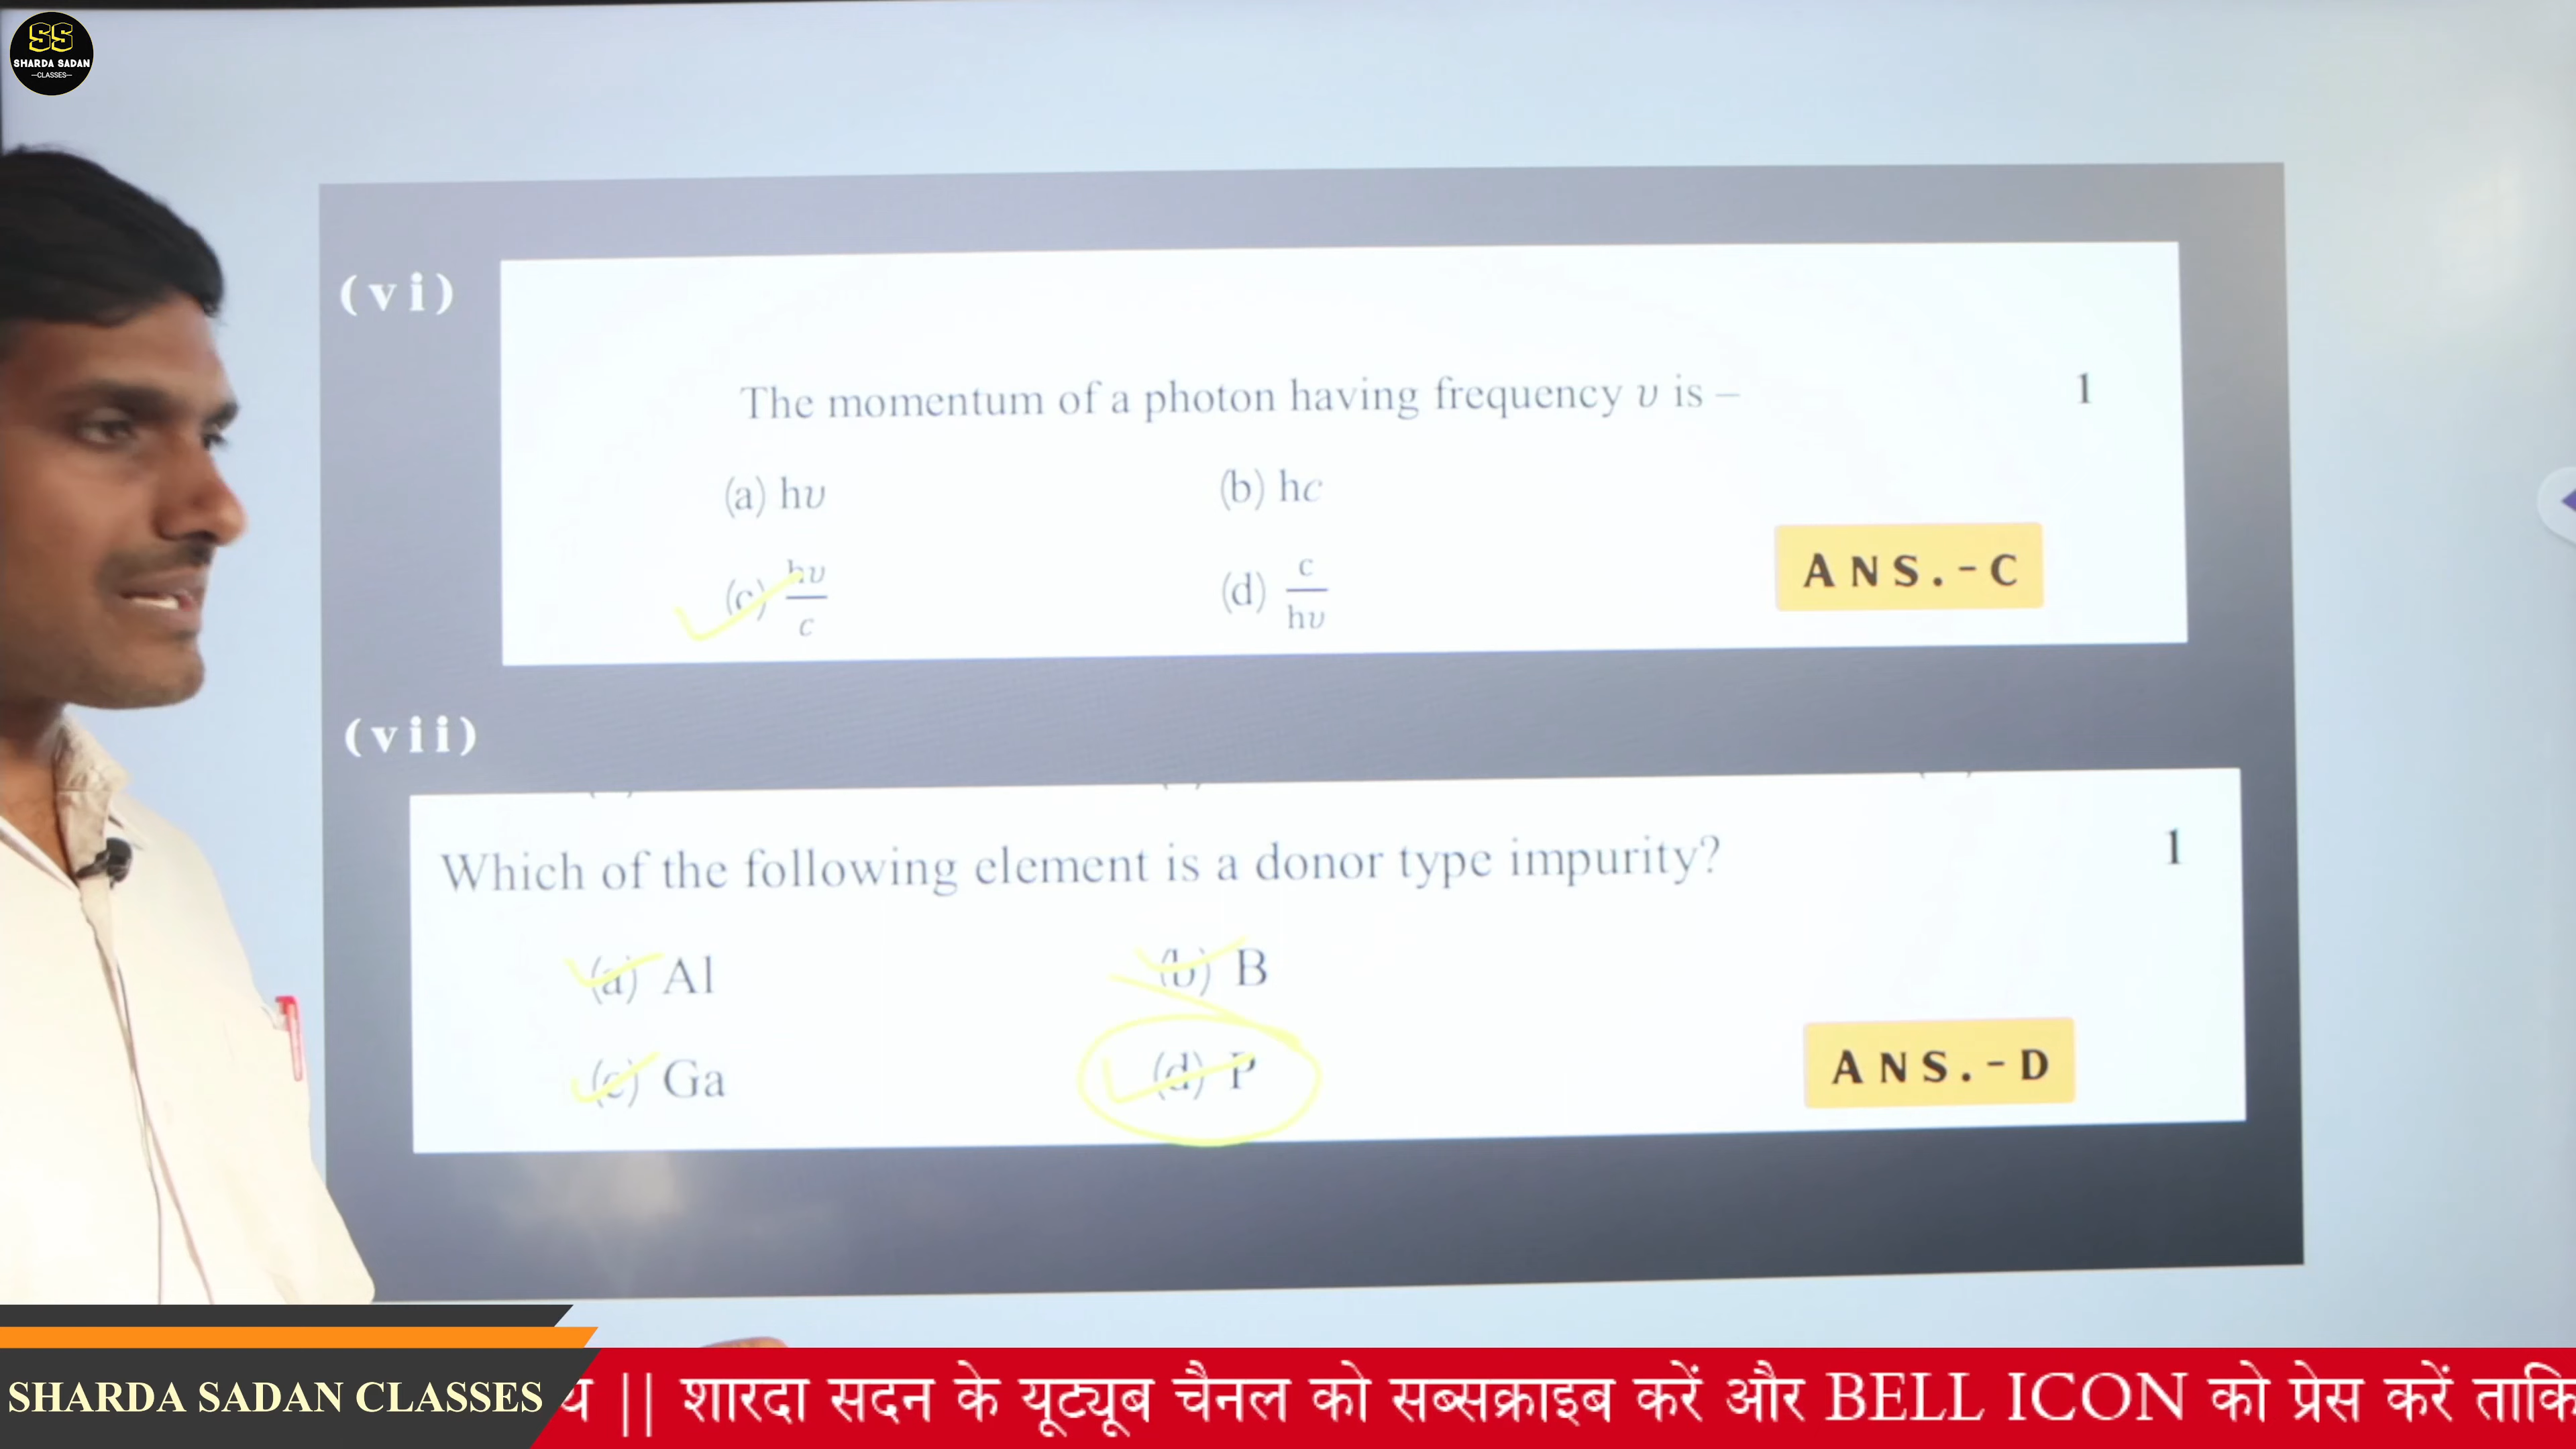 SS
SHARDA SADAN
—CLASSES—
(vi)
The momentum of a photon having frequency υ is – 1
(a) hυ (b) hc
(c) hυ/c (d) c/hυ
ANS.-C
(vii)
Which of the following element is a donor type impurity? 1
(a) Al (b) B
(c) Ga (d) P
ANS.-D
SHARDA SADAN CLASSES
|| शारदा सदन के यूट्यूब चैनल को सब्सक्राइब करें और BELL ICON को प्रेस करें ताकि